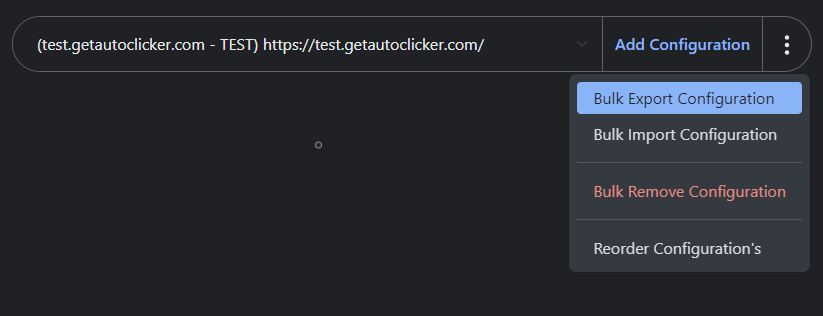 (test.getautoclicker.com - TEST) https://test.getautoclicker.com/
Add Configuration
Bulk Export Configuration
Bulk Import Configuration
Bulk Remove Configuration
Reorder Configuration's